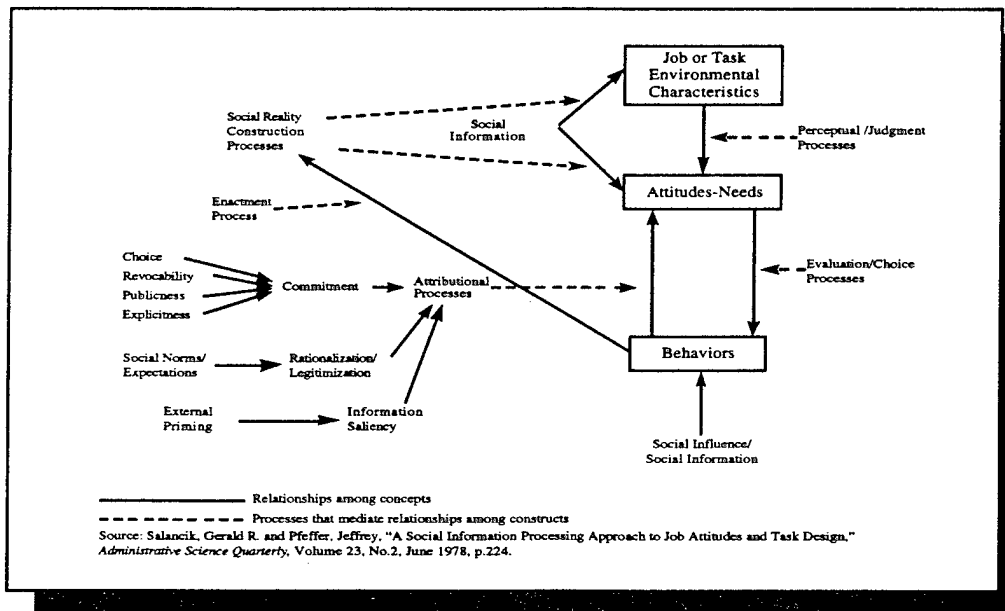 Job or Task
Environmental
Characteristics
Social Reality
Construction
Processes
Social
Information
Perceptual /Judgment
Processes
Attitudes-Needs
Enactment
Process
Choice
Revocability
Publicness
Explicitness
Commitment
Attributional
Processes
Evaluation/Choice
Processes
Behaviors
Social Norms/
Expectations
Rationalization/
Legitimization
External
Priming
Information
Saliency
Social Influence/
Social Information
Relationships among concepts
Processes that mediate relationships among constructs
Source: Salancik, Gerald R. and Pfeffer, Jeffrey, "A Social Information Processing Approach to Job Attitudes and Task Design,"
Administrative Science Quarterly, Volume 23, No.2, June 1978, p.224.